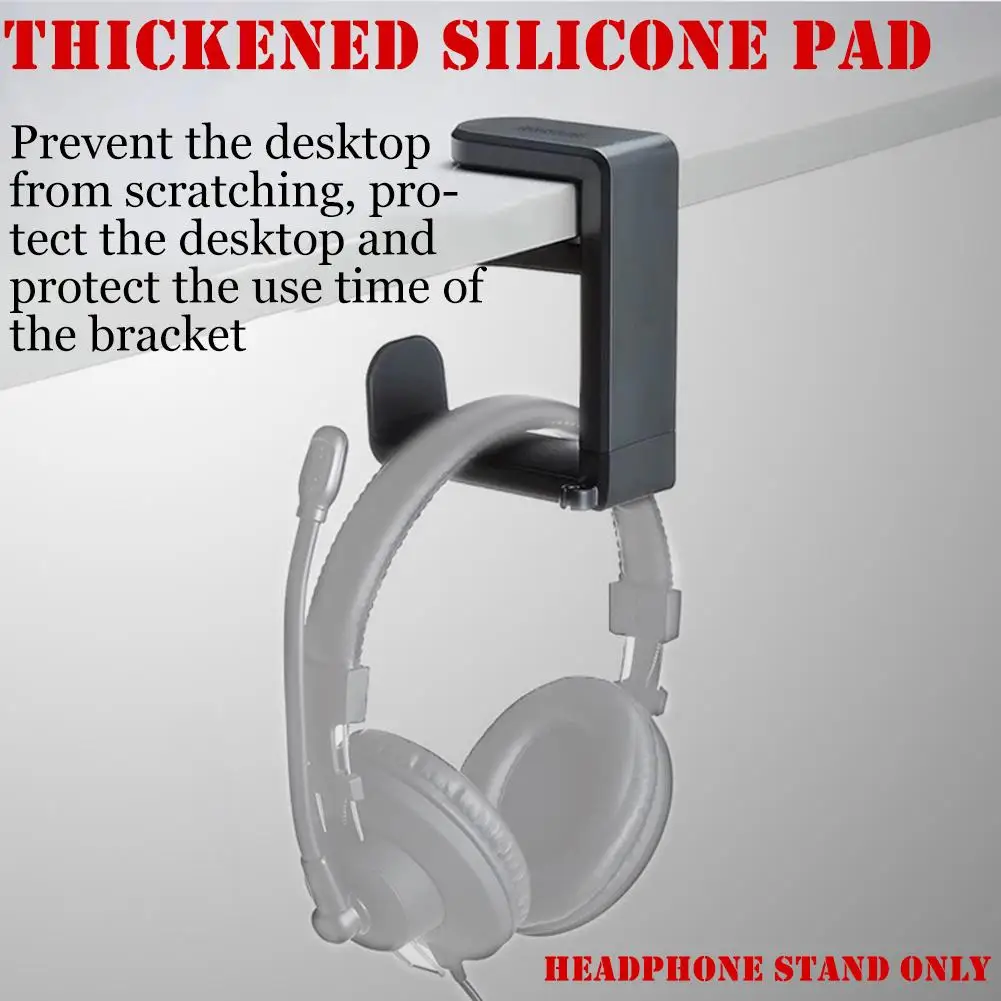 THICKENED SILICONE PAD
Prevent the desktop
from scratching, pro-
tect the desktop and
protect the use time of
the bracket
HEADPHONE STAND ONLY